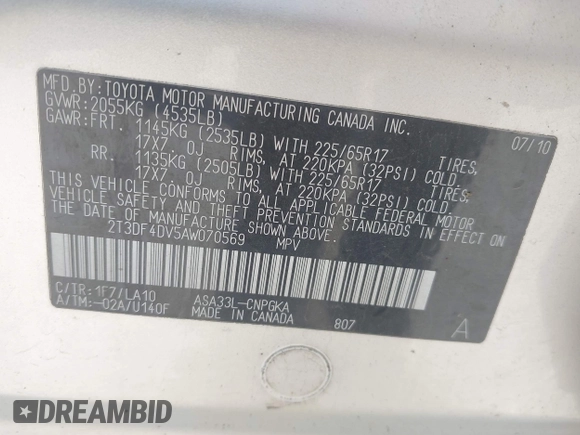 MFD.BY:TOYOTA MOTOR MANUFACTURING CANADA INC. 07/10
GVWR:2055KG (4535LB)
GAWR:FRT. 1145KG (2535LB) WITH 225/65R17 TIRES,
17X7.0J RIMS, AT 220KPA (32PSI) COLD
RR. 1135KG (2505LB) WITH 225/65R17 TIRES,
17X7.0J RIMS, AT 220KPA (32PSI) COLD
THIS VEHICLE CONFORMS TO ALL APPLICABLE FEDERAL MOTOR
VEHICLE SAFETY AND THEFT PREVENTION STANDARDS IN EFFECT ON
THE DATE OF MANUFACTURE SHOWN ABOVE.
2T3DF4DV5AW070569 MPV
C/TR:1F7/LA10 ASA33L-CNPGKA
A/TM:-02A/U140F MADE IN CANADA 807 A
DREAMBID